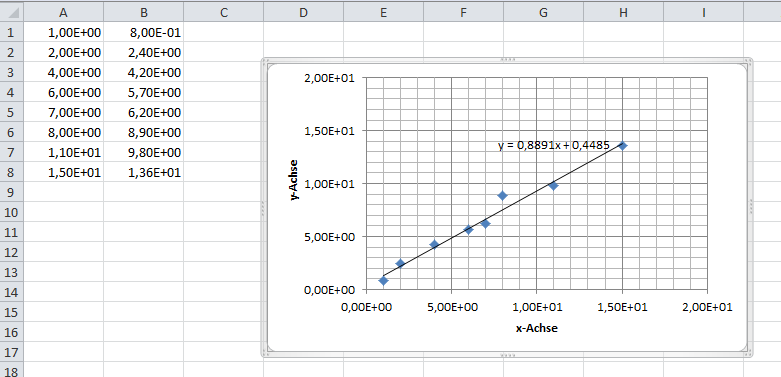 A B C D E F G H I
1 1,00E+00 8,00E-01
2 2,00E+00 2,40E+00
3 4,00E+00 4,20E+00
4 6,00E+00 5,70E+00
5 7,00E+00 6,20E+00
6 8,00E+00 8,90E+00
7 1,10E+01 9,80E+00
8 1,50E+01 1,36E+01
9
10
11
12
13
14
15
16
17
18
2,00E+01
1,50E+01
y = 0,8891x + 0,4485
1,00E+01
y-Achse
5,00E+00
0,00E+00
0,00E+00 5,00E+00 1,00E+01 1,50E+01 2,00E+01
x-Achse